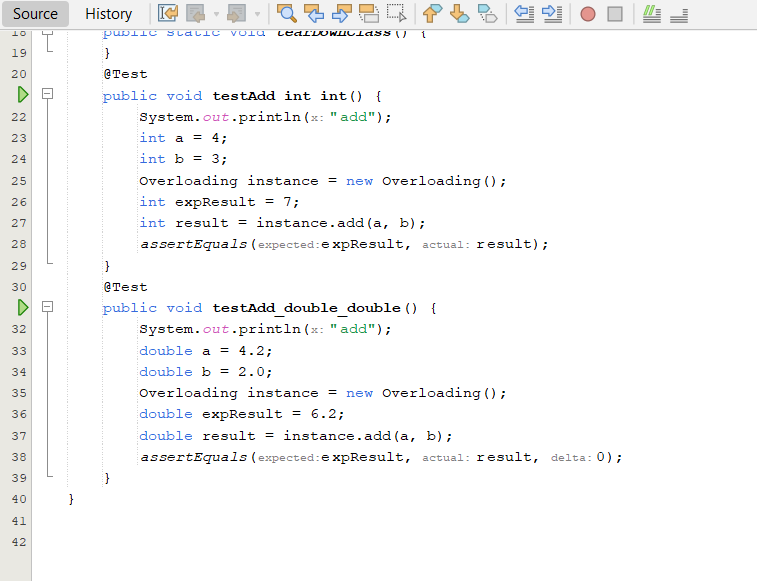 Source History
18 public static void tearDownClass() {
19 }
20 @Test
public void testAdd int int() {
22 System.out.println(x: "add");
23 int a = 4;
24 int b = 3;
25 Overloading instance = new Overloading();
26 int expResult = 7;
27 int result = instance.add(a, b);
28 assertEquals(expected:expResult, actual: result);
29 }
30 @Test
public void testAdd_double_double() {
32 System.out.println(x: "add");
33 double a = 4.2;
34 double b = 2.0;
35 Overloading instance = new Overloading();
36 double expResult = 6.2;
37 double result = instance.add(a, b);
38 assertEquals(expected:expResult, actual: result, delta: 0);
39 }
40 }
41
42